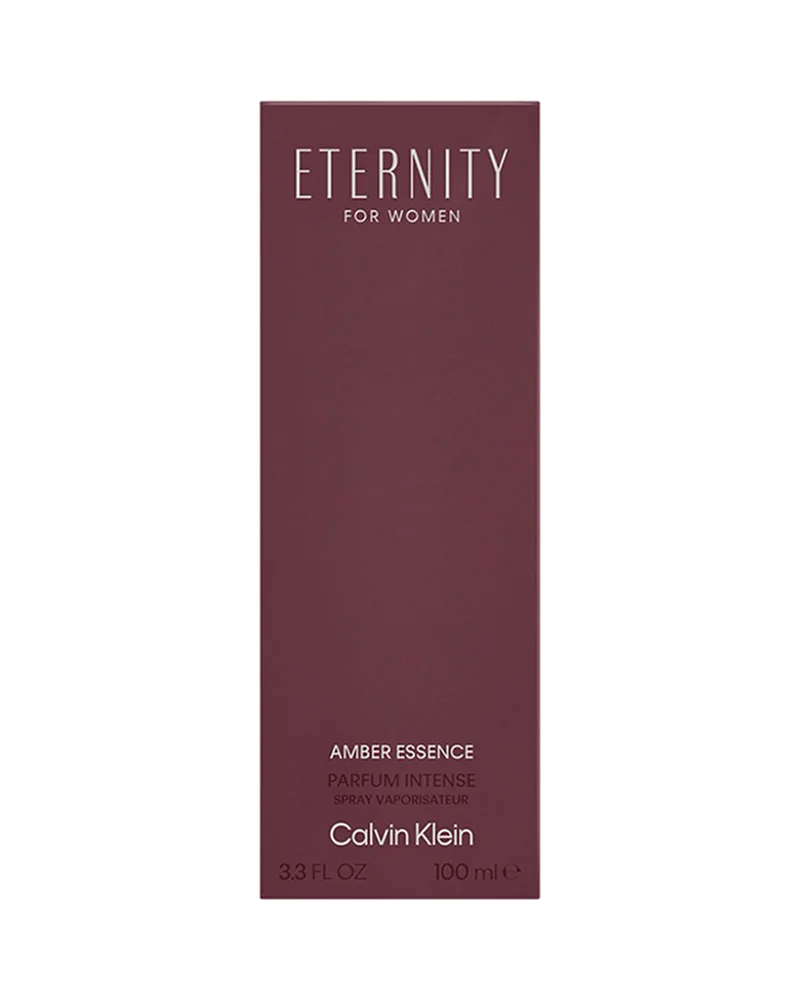 ETERNITY
FOR WOMEN
AMBER ESSENCE
PARFUM INTENSE
SPRAY VAPORISATEUR
Calvin Klein
3.3 FL OZ 100 ml ℮